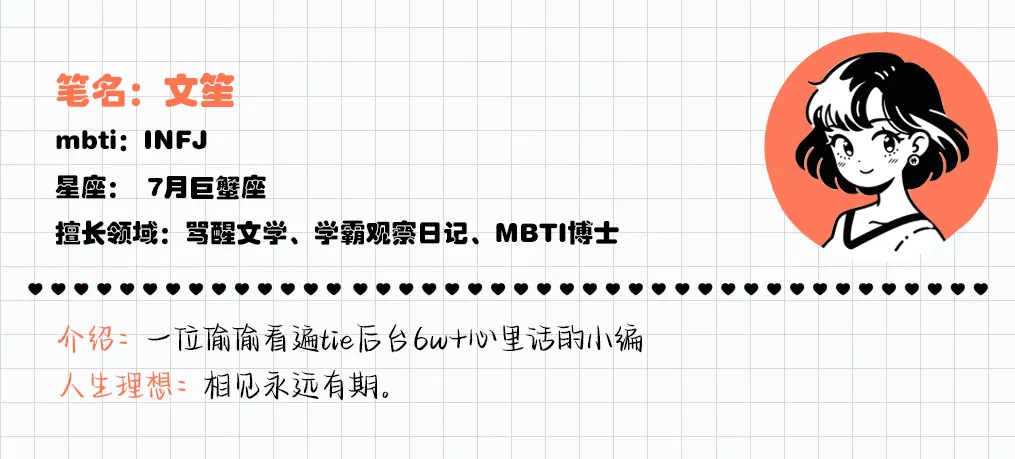 笔名：文笙
mbti：INFJ
星座： 7月巨蟹座
擅长领域：骂醒文学、学霸观察日记、MBTI博士
介绍：一位偷偷看遍tie后台6w+心里话的小编
人生理想：相见永远有期。